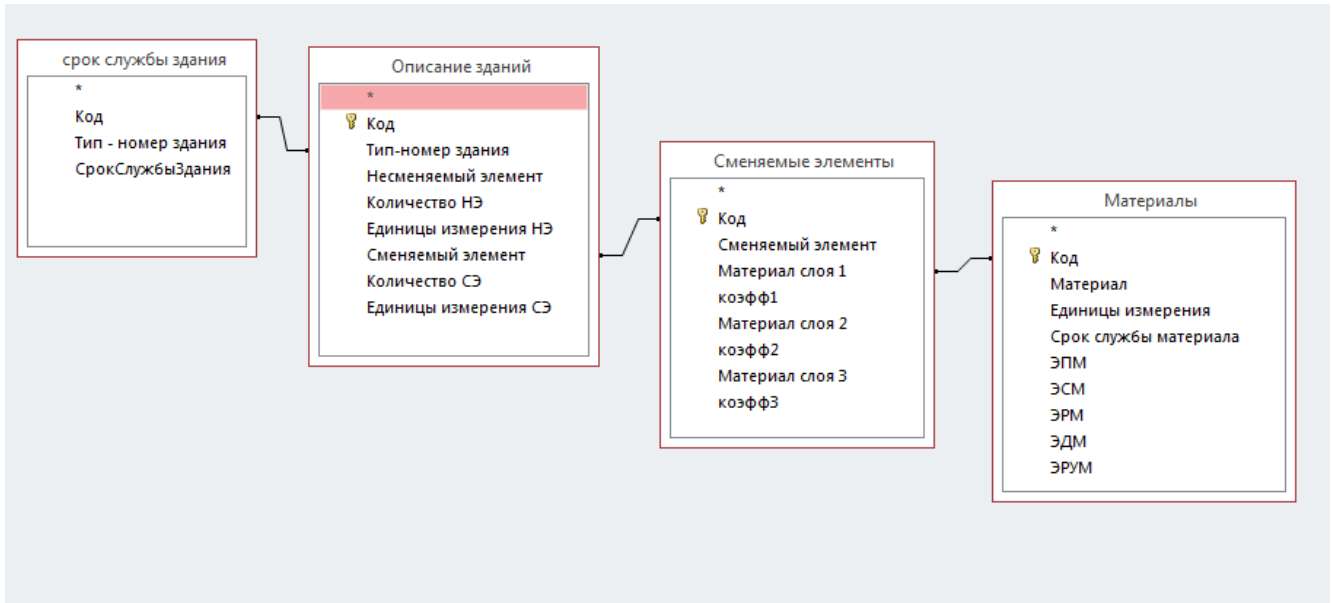 срок службы здания
*
Код
Тип - номер здания
СрокСлужбыЗдания
Описание зданий
*
Код
Тип-номер здания
Несменяемый элемент
Количество НЭ
Единицы измерения НЭ
Сменяемый элемент
Количество СЭ
Единицы измерения СЭ
Сменяемые элементы
*
Код
Сменяемый элемент
Материал слоя 1
коэфф1
Материал слоя 2
коэфф2
Материал слоя 3
коэфф3
Материалы
*
Код
Материал
Единицы измерения
Срок службы материала
ЭПМ
ЭСМ
ЭРМ
ЭДМ
ЭРУМ